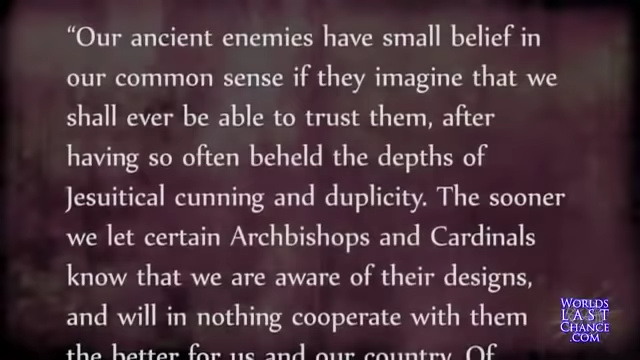 “Our ancient enemies have small belief in
our common sense if they imagine that we
shall ever be able to trust them, after
having so often beheld the depths of
Jesuitical cunning and duplicity. The sooner
we let certain Archbishops and Cardinals
know that we are aware of their designs,
and will in nothing cooperate with them
the better for us and our country. Of
WORLDS
LAST
CHANCE
.COM